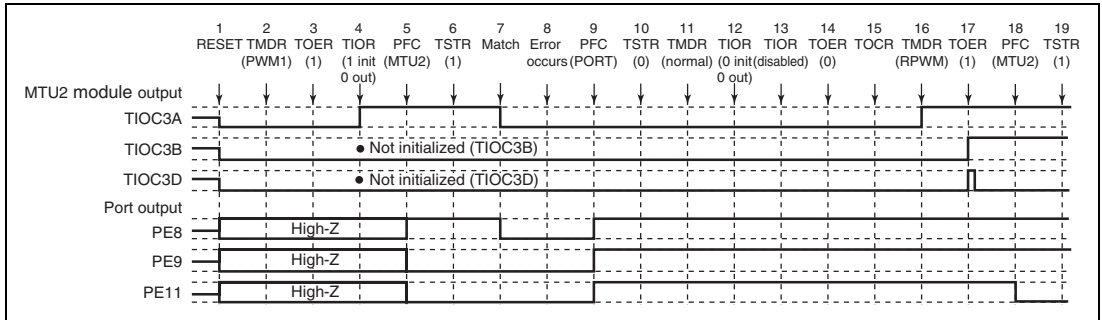 1 2 3 4 5 6 7 8 9 10 11 12 13 14 15 16 17 18 19
RESET TMDR TOER TIOR PFC TSTR Match Error PFC TSTR TMDR TIOR TIOR TOER TOCR TMDR TOER PFC TSTR
(PWM1) (1) (1 init (MTU2) (1) occurs (PORT) (0) (normal) (0 init (disabled) (0) (RPWM) (1) (MTU2) (1)
0 out) 0 out)
MTU2 module output
TIOC3A
TIOC3B • Not initialized (TIOC3B)
TIOC3D • Not initialized (TIOC3D)
Port output
PE8 High-Z
PE9 High-Z
PE11 High-Z